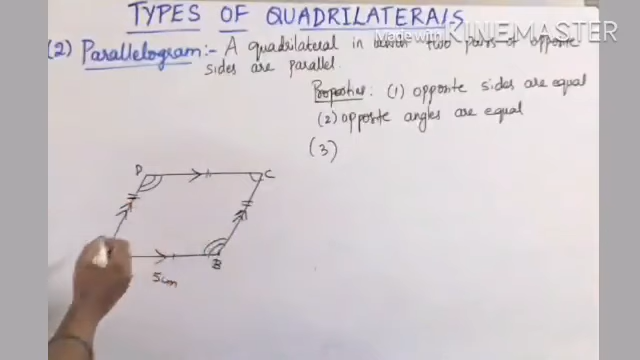 TYPES OF QUADRILATERALS
Made with KINEMASTER
(2) Parallelogram:- A quadrilateral in which two pairs of opposite
sides are parallel.
Properties: (1) opposite sides are equal
(2) opposite angles are equal
(3)
D
C
B
5cm